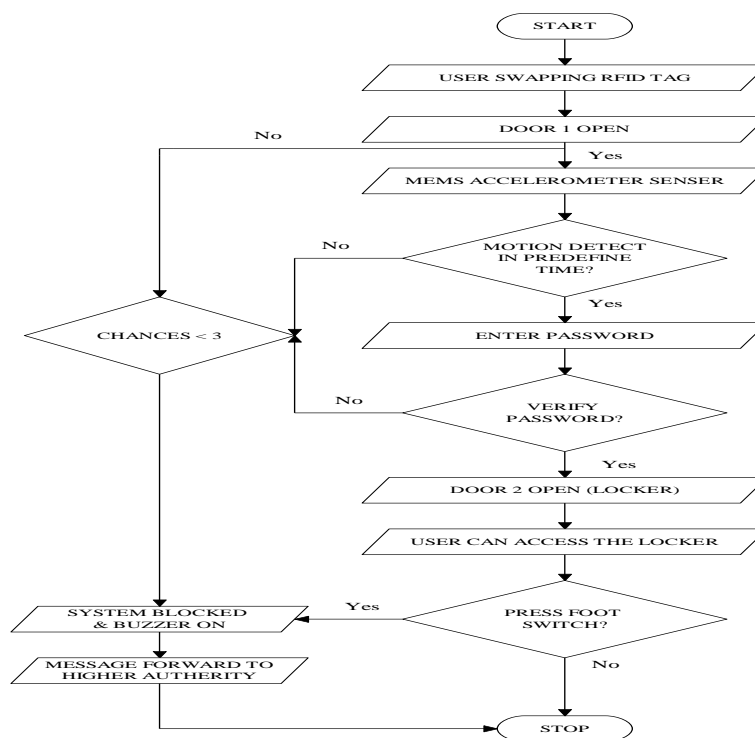 START
USER SWAPPING RFID TAG
DOOR 1 OPEN
No
Yes
MEMS ACCELEROMETER SENSER
No
MOTION DETECT
IN PREDEFINE
TIME?
Yes
CHANCES < 3
ENTER PASSWORD
No
VERIFY
PASSWORD?
Yes
DOOR 2 OPEN (LOCKER)
USER CAN ACCESS THE LOCKER
Yes
PRESS FOOT
SWITCH?
SYSTEM BLOCKED
& BUZZER ON
No
MESSAGE FORWARD TO
HIGHER AUTHERITY
STOP